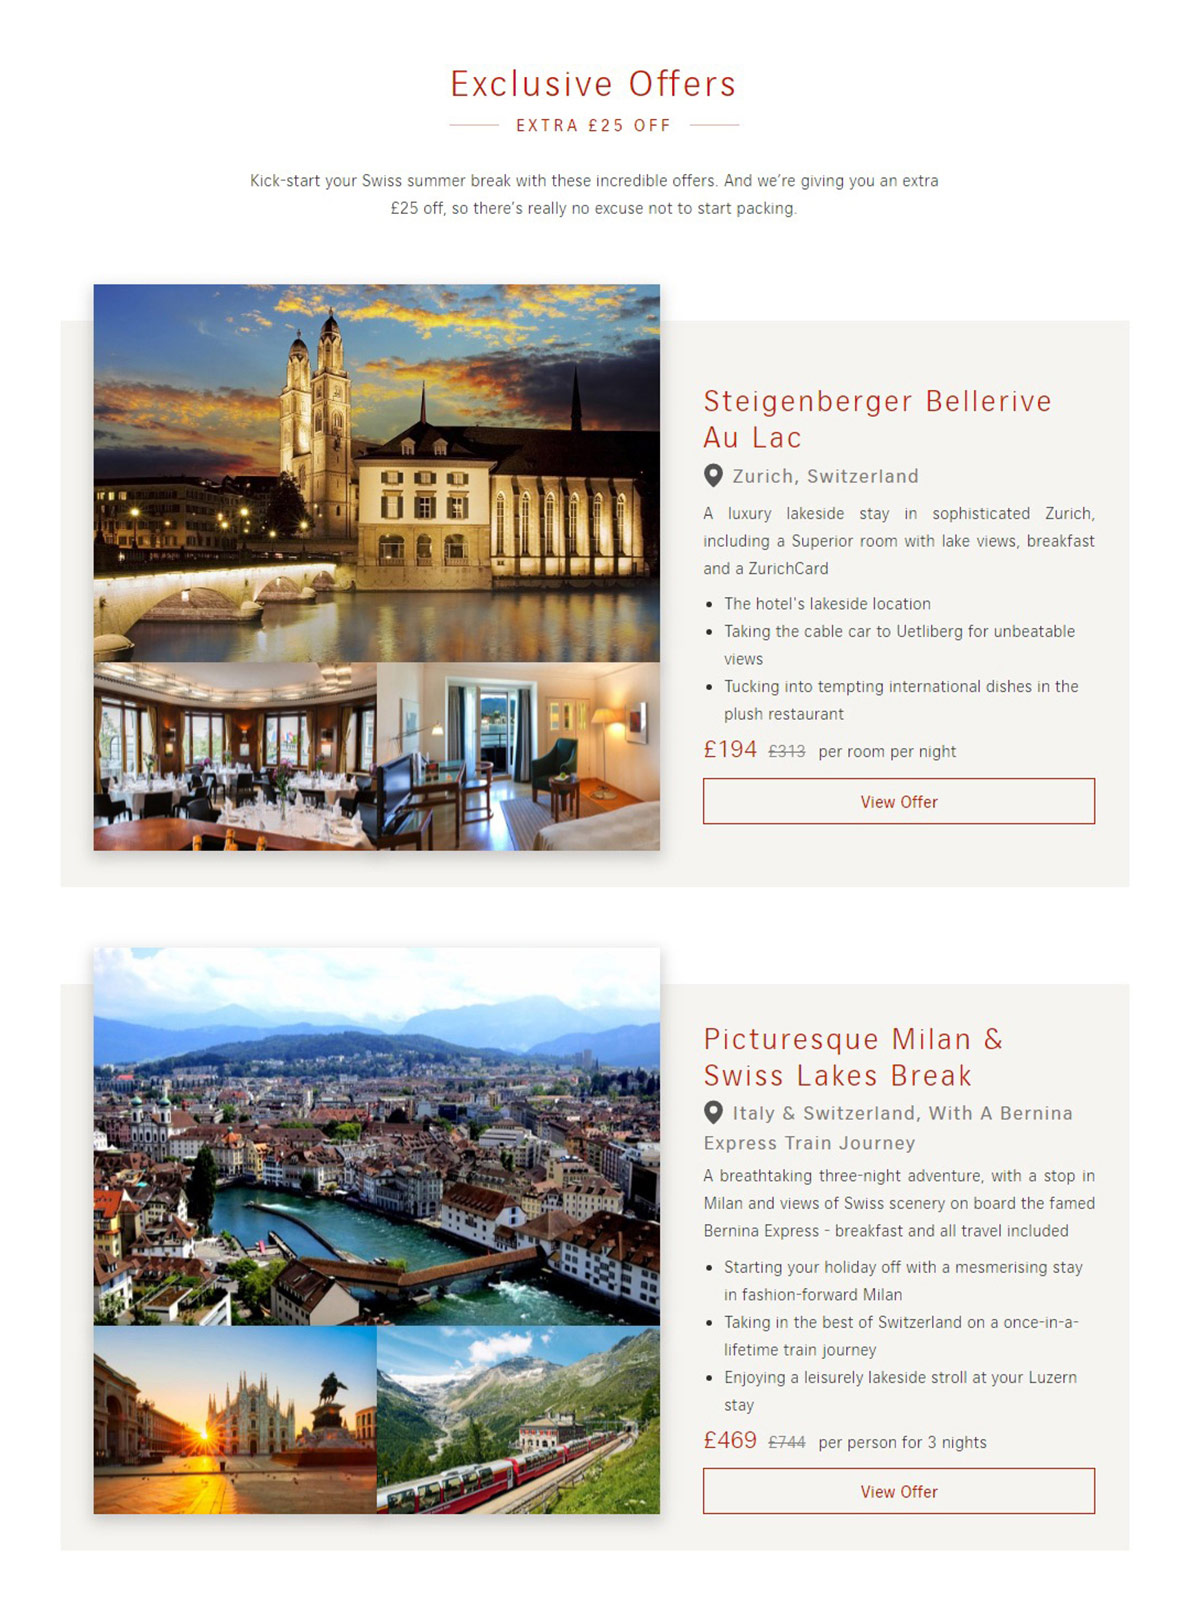 Exclusive Offers
EXTRA £25 OFF
Kick-start your Swiss summer break with these incredible offers. And we’re giving you an extra
£25 off, so there’s really no excuse not to start packing.
Steigenberger Bellerive
Au Lac
Zurich, Switzerland
A luxury lakeside stay in sophisticated Zurich,
including a Superior room with lake views, breakfast
and a ZurichCard
• The hotel's lakeside location
• Taking the cable car to Uetliberg for unbeatable
views
• Tucking into tempting international dishes in the
plush restaurant
£194 £313 per room per night
View Offer
Picturesque Milan &
Swiss Lakes Break
Italy & Switzerland, With A Bernina
Express Train Journey
A breathtaking three-night adventure, with a stop in
Milan and views of Swiss scenery on board the famed
Bernina Express - breakfast and all travel included
• Starting your holiday off with a mesmerising stay
in fashion-forward Milan
• Taking in the best of Switzerland on a once-in-a-
lifetime train journey
• Enjoying a leisurely lakeside stroll at your Luzern
stay
£469 £744 per person for 3 nights
View Offer